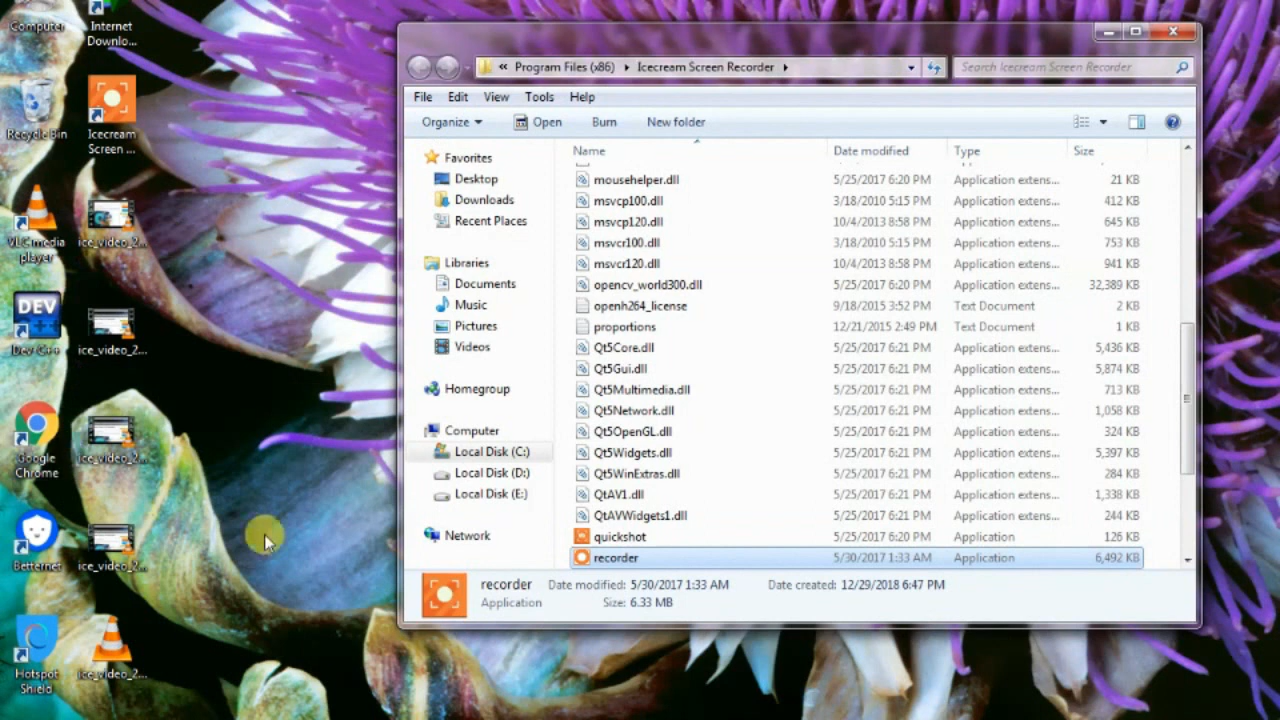 Computer
Internet
Downlo...
Recycle Bin
Icecream
Screen ...
VLC media
player
ice_video_2...
DEV
C++
Dev C++
ice_video_2...
Google
Chrome
ice_video_2...
Betternet
ice_video_2...
Hotspot
Shield
ice_video_2...
« Program Files (x86) Icecream Screen Recorder
Search Icecream Screen Recorder
File Edit View Tools Help
Organize Open Burn New folder
Favorites
Desktop
Downloads
Recent Places
Libraries
Documents
Music
Pictures
Videos
Homegroup
Computer
Local Disk (C:)
Local Disk (D:)
Local Disk (E:)
Network
Name Date modified Type Size
mousehelper.dll 5/25/2017 6:20 PM Application extens... 21 KB
msvcp100.dll 3/18/2010 5:15 PM Application extens... 412 KB
msvcp120.dll 10/4/2013 8:58 PM Application extens... 645 KB
msvcr100.dll 3/18/2010 5:15 PM Application extens... 753 KB
msvcr120.dll 10/4/2013 8:58 PM Application extens... 941 KB
opencv_world300.dll 5/25/2017 6:20 PM Application extens... 32,389 KB
openh264_license 9/18/2015 3:52 PM Text Document 2 KB
proportions 12/21/2015 2:49 PM Text Document 1 KB
Qt5Core.dll 5/25/2017 6:21 PM Application extens... 5,436 KB
Qt5Gui.dll 5/25/2017 6:21 PM Application extens... 5,874 KB
Qt5Multimedia.dll 5/25/2017 6:21 PM Application extens... 713 KB
Qt5Network.dll 5/25/2017 6:21 PM Application extens... 1,058 KB
Qt5OpenGL.dll 5/25/2017 6:21 PM Application extens... 324 KB
Qt5Widgets.dll 5/25/2017 6:21 PM Application extens... 5,397 KB
Qt5WinExtras.dll 5/25/2017 6:21 PM Application extens... 284 KB
QtAV1.dll 5/25/2017 6:21 PM Application extens... 1,338 KB
QtAVWidgets1.dll 5/25/2017 6:21 PM Application extens... 244 KB
quickshot 5/25/2017 6:20 PM Application 126 KB
recorder 5/30/2017 1:33 AM Application 6,492 KB
recorder Date modified: 5/30/2017 1:33 AM Date created: 12/29/2018 6:47 PM
Application Size: 6.33 MB